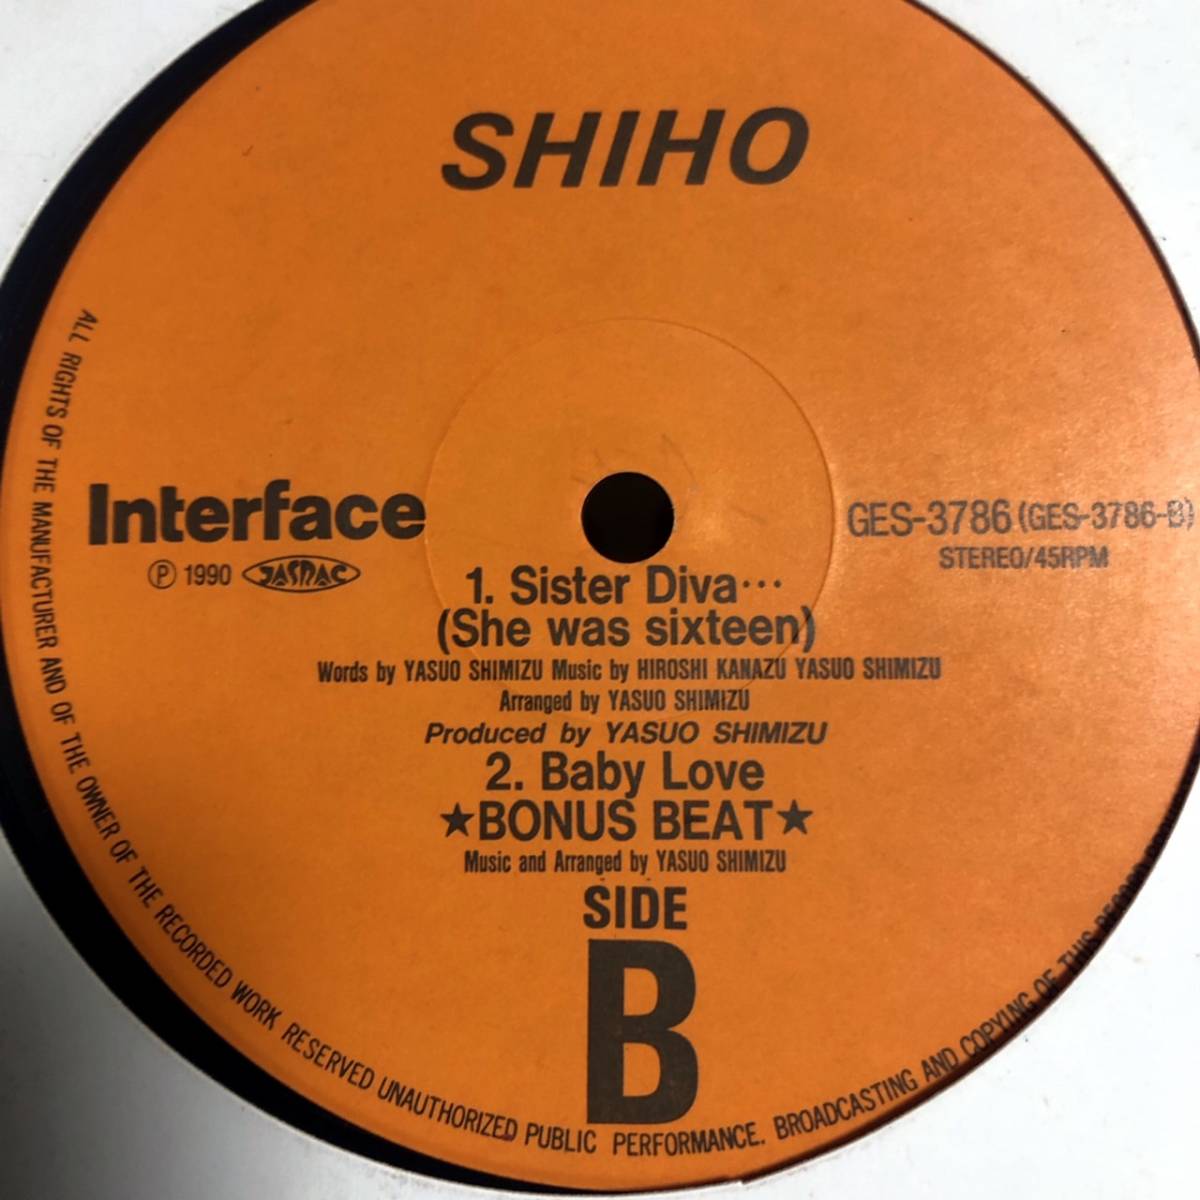 SHIHO
Interface
Ⓟ 1990 JASRAC
GES-3786 (GES-3786-B)
STEREO/45RPM
1. Sister Diva…
(She was sixteen)
Words by YASUO SHIMIZU Music by HIROSHI KANAZU YASUO SHIMIZU
Arranged by YASUO SHIMIZU
Produced by YASUO SHIMIZU
2. Baby Love
★BONUS BEAT★
Music and Arranged by YASUO SHIMIZU
SIDE
B
ALL RIGHTS OF THE MANUFACTURER AND OF THE OWNER OF THE RECORDED WORK RESERVED UNAUTHORIZED PUBLIC PERFORMANCE. BROADCASTING AND COPYING OF THIS RECORD